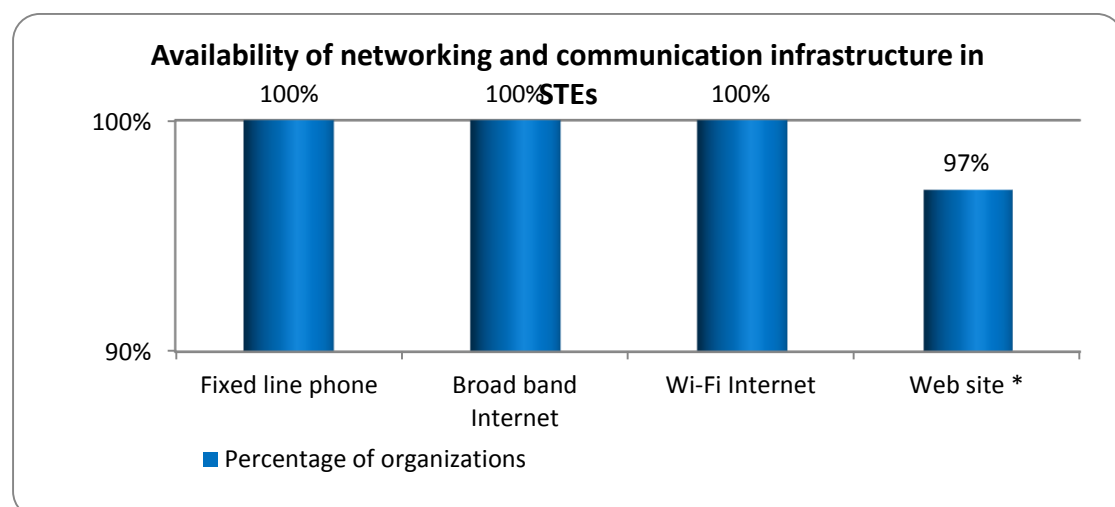 Availability of networking and communication infrastructure in
STEs
100% 100% 100%
100%
97%
90%
Fixed line phone Broad band Wi-Fi Internet Web site *
Internet
Percentage of organizations